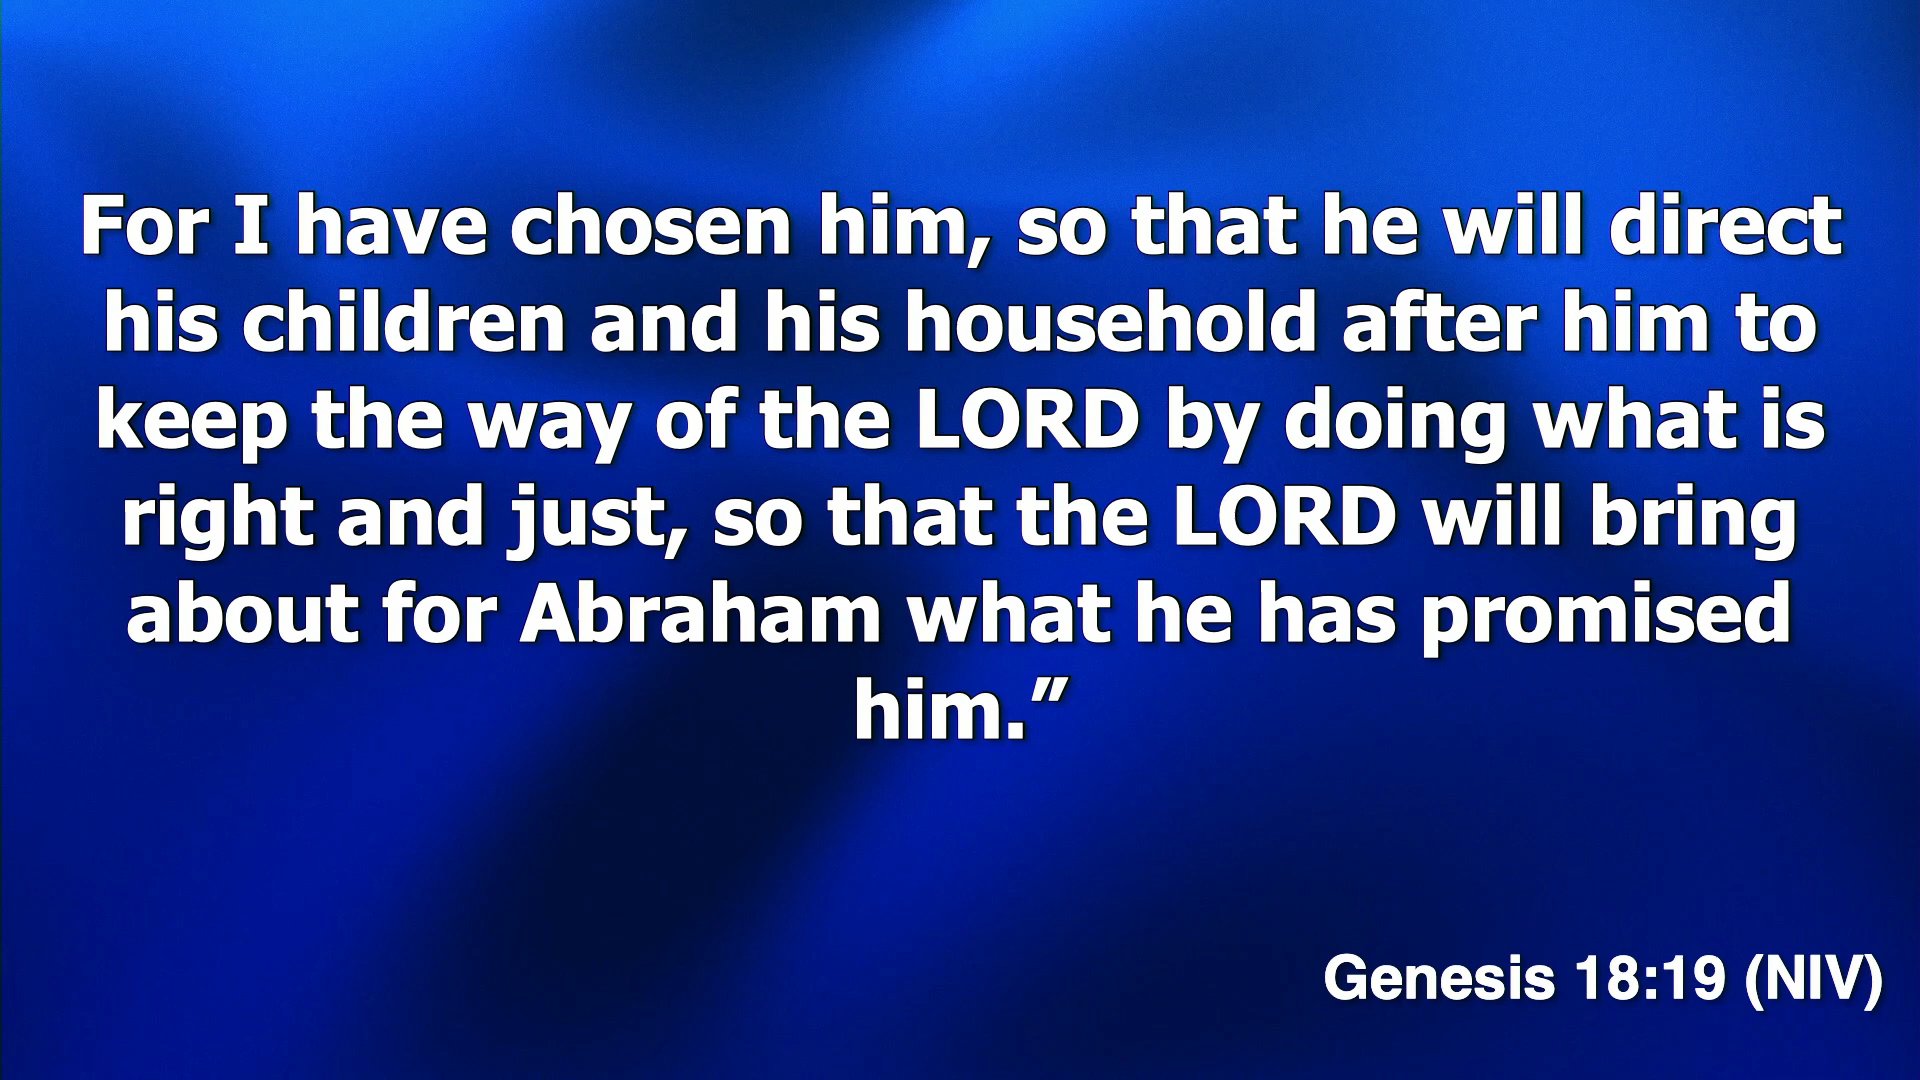 For I have chosen him, so that he will direct
his children and his household after him to
keep the way of the LORD by doing what is
right and just, so that the LORD will bring
about for Abraham what he has promised
him.”
Genesis 18:19 (NIV)